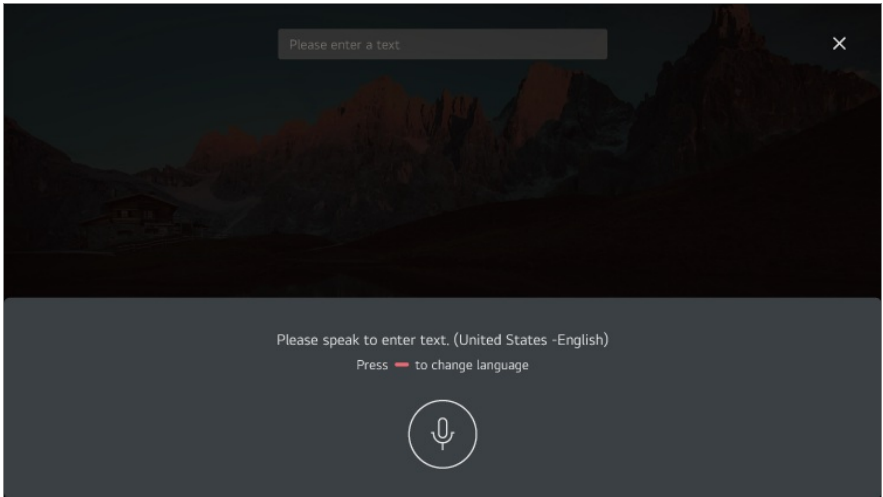 Please enter a text
Please speak to enter text. (United States -English)
Press to change language